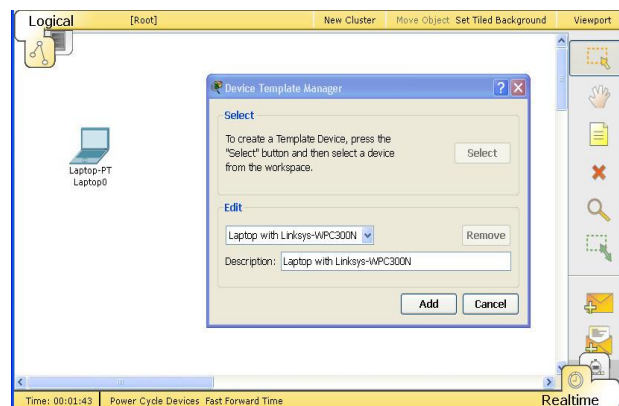 Logical [Root] New Cluster Move Object Set Tiled Background Viewport
Device Template Manager
Select
To create a Template Device, press the
"Select" button and then select a device
from the workspace.
Select
Laptop-PT
Laptop0
Edit
Laptop with Linksys-WPC300N
Remove
Description: Laptop with Linksys-WPC300N
Add Cancel
Time: 00:01:43 Power Cycle Devices Fast Forward Time Realtime